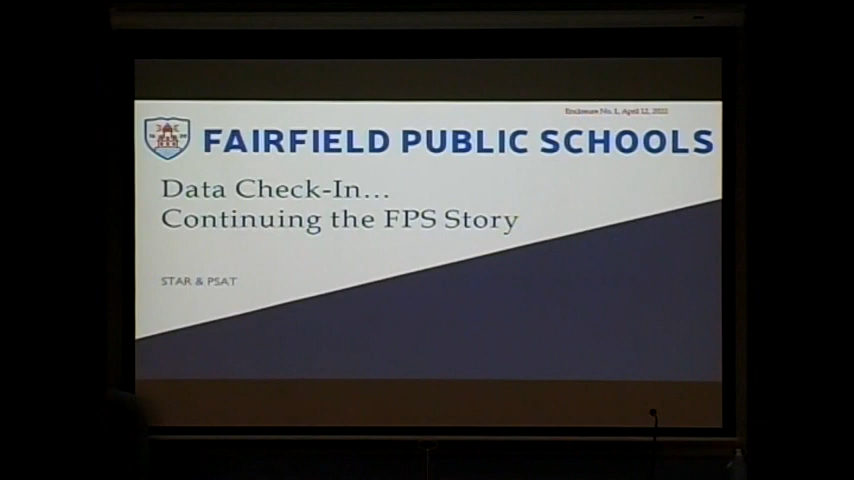 Enclosure No. 1, April 12, 2022
FAIRFIELD PUBLIC SCHOOLS
Data Check-In...
Continuing the FPS Story
STAR & PSAT